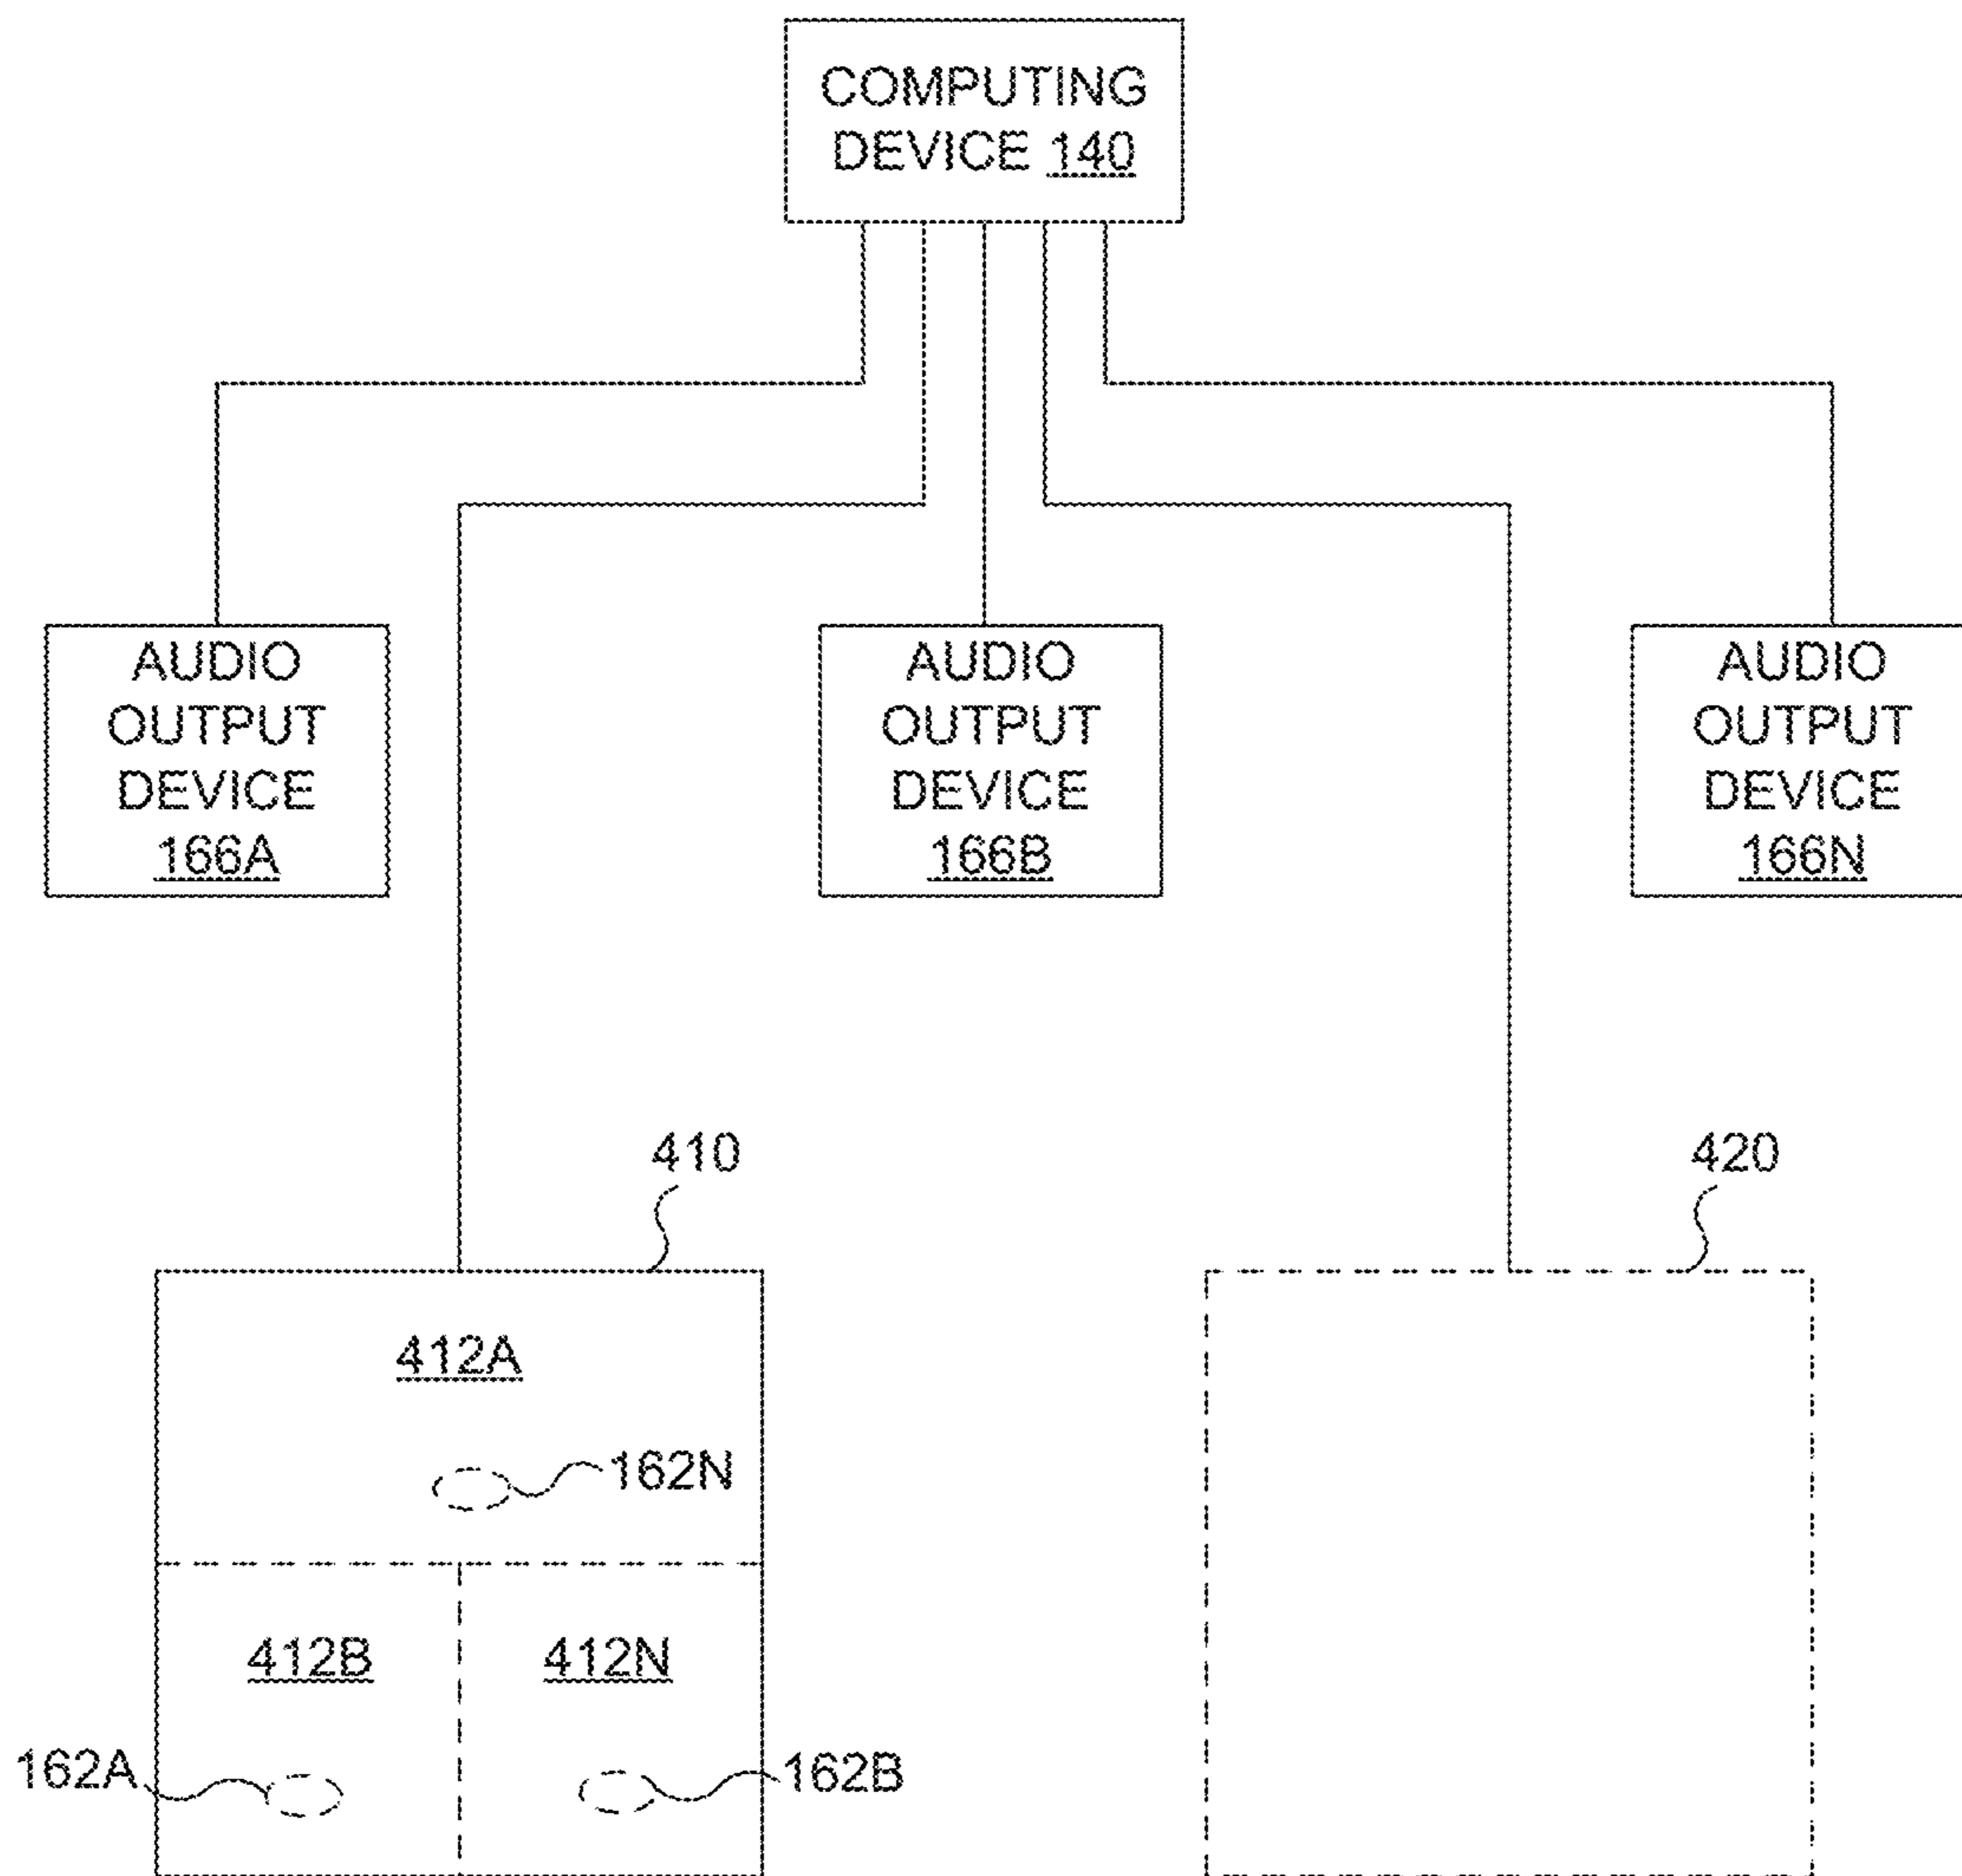 COMPUTING
DEVICE 140
AUDIO
OUTPUT
DEVICE
166A
AUDIO
OUTPUT
DEVICE
166B
AUDIO
OUTPUT
DEVICE
166N
410
420
412A
162N
412B
412N
162A
162B